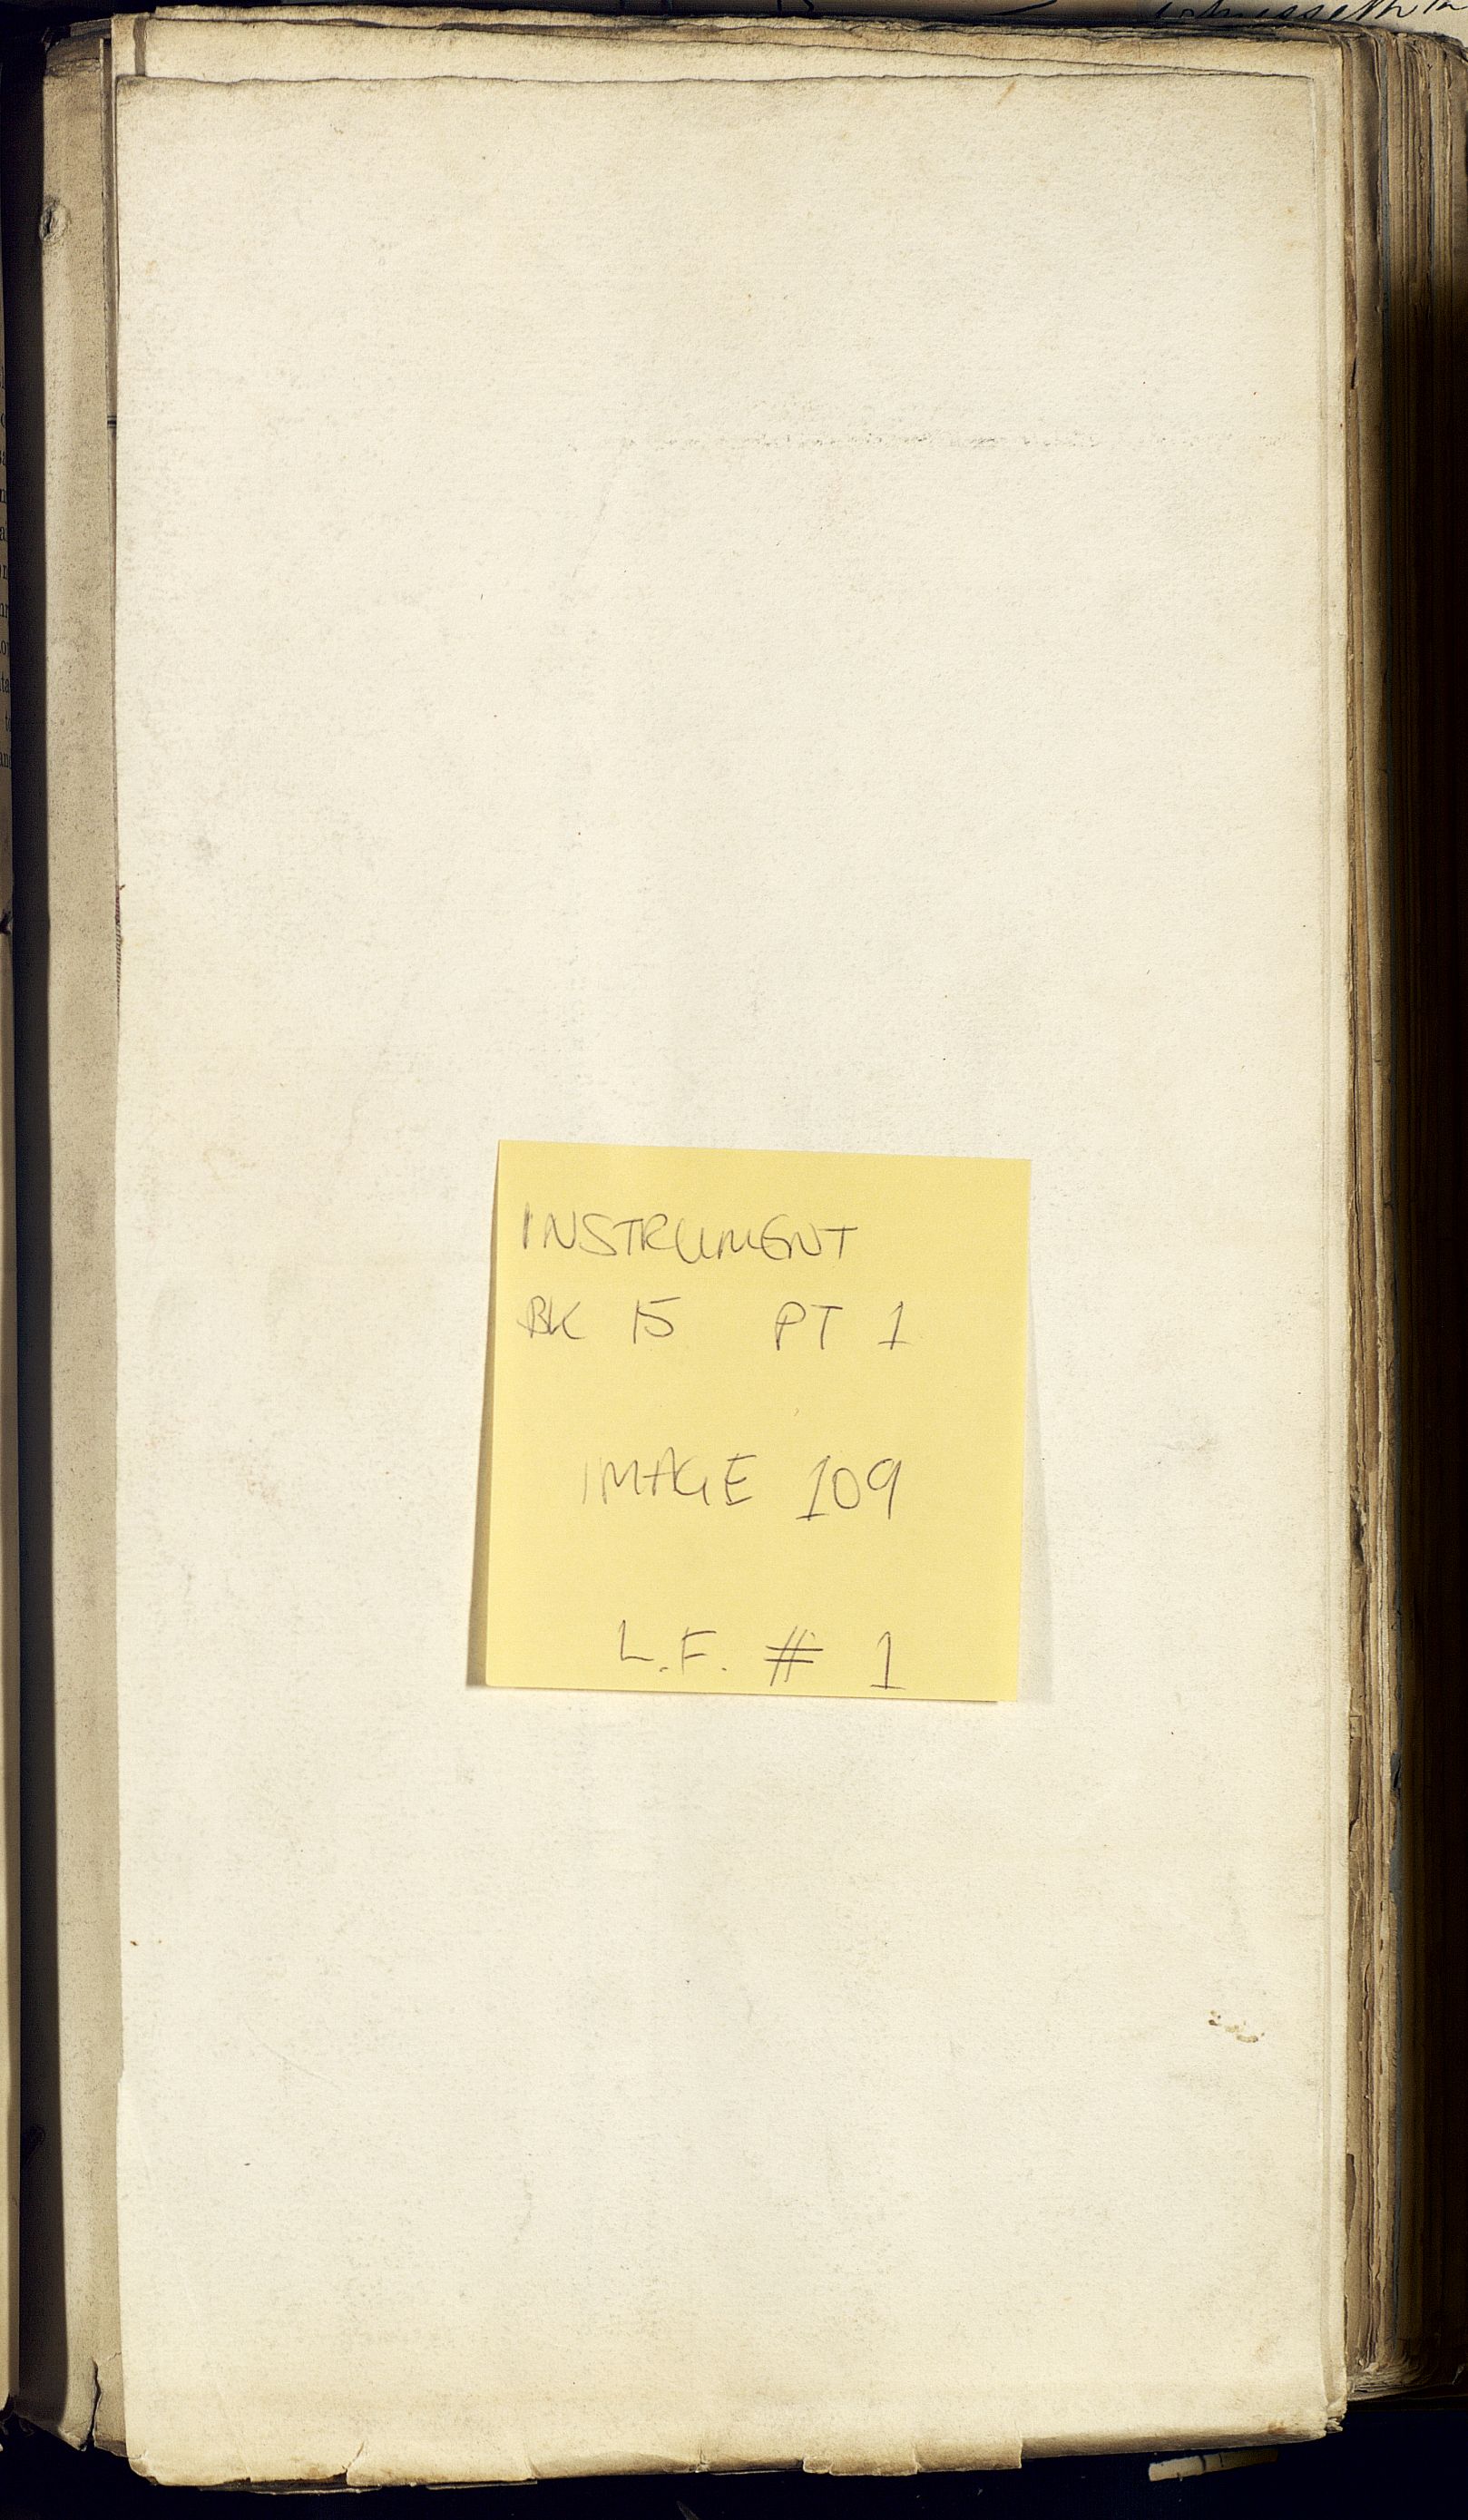 INSTRUMENT
BK 15 PT 1
IMAGE 109
L.F. # 1